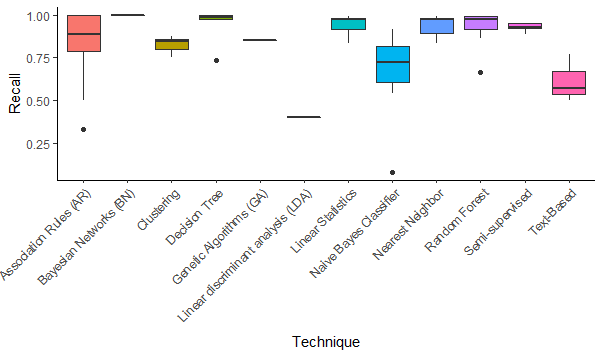 1.00
0.75
0.50
0.25
Recall
Association Rules (AR)
Bayesian Networks (BN)
Clustering
Decision Tree
Genetic Algorithms (GA)
Linear discriminant analysis (LDA)
Linear Statistics
Naive Bayes Classifier
Nearest Neighbor
Random Forest
Semi-supervised
Text-Based
Technique